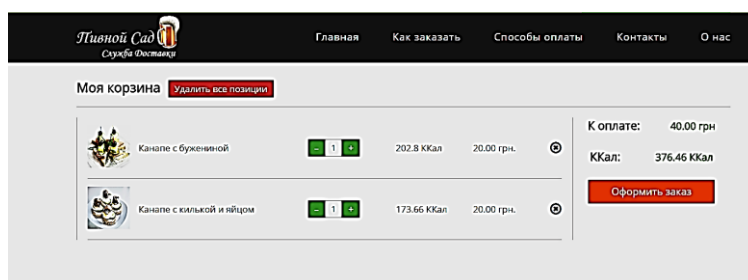 Пивной Сад
Служба Доставки
Главная Как заказать Способы оплаты Контакты О нас
Моя корзина Удалить все позиции
Канапе с бужениной - 1 + 202.8 ККал 20.00 грн.
Канапе с килькой и яйцом - 1 + 173.66 ККал 20.00 грн.
К оплате: 40.00 грн
ККал: 376.46 ККал
Оформить заказ